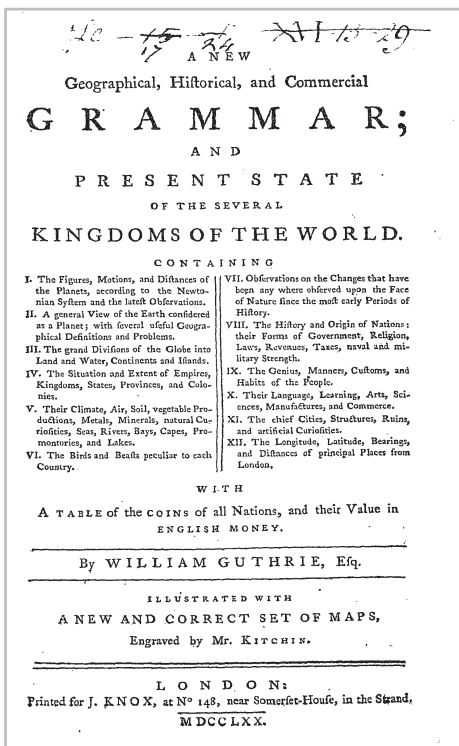 15
17 24 XVI 15 29
A NEW
Geographical, Hiſtorical, and Commercial
GRAMMAR;
AND
PRESENT STATE
OF THE SEVERAL
KINGDOMS OF THE WORLD.
CONTAINING
I. The Figures, Motions, and Diſtances of
the Planets, according to the Newto-
nian Syſtem and the lateſt Obſervations.
II. A general View of the Earth conſidered
as a Planet; with ſeveral uſeful Geogra-
phical Definitions and Problems.
III. The grand Diviſions of the Globe into
Land and Water, Continents and Iſlands.
IV. The Situation and Extent of Empires,
Kingdoms, States, Provinces, and Colo-
nies.
V. Their Climate, Air, Soil, vegetable Pro-
ductions, Metals, Minerals, natural Cu-
rioſities, Seas, Rivers, Bays, Capes, Pro-
montories, and Lakes.
VI. The Birds and Beaſts peculiar to each
Country.
VII. Obſervations on the Changes that have
been any where obſerved upon the Face
of Nature ſince the moſt early Periods of
Hiſtory.
VIII. The Hiſtory and Origin of Nations:
their Forms of Government, Religion,
Laws, Revenues, Taxes, naval and mi-
litary Strength.
IX. The Genius, Manners, Cuſtoms, and
Habits of the People.
X. Their Language, Learning, Arts, Sci-
ences, Manufactures, and Commerce.
XI. The chief Cities, Structures, Ruins,
and artificial Curioſities.
XII. The Longitude, Latitude, Bearings,
and Diſtances of principal Places from
London.
WITH
A TABLE of the COINS of all Nations, and their Value in
ENGLISH MONEY.
By WILLIAM GUTHRIE, Eſq.
ILLUSTRATED WITH
A NEW AND CORRECT SET OF MAPS,
Engraved by Mr. KITCHIN.
LONDON:
Printed for J. KNOX, at Nº 148, near Somerſet-Houſe, in the Strand.
MDCCLXX.